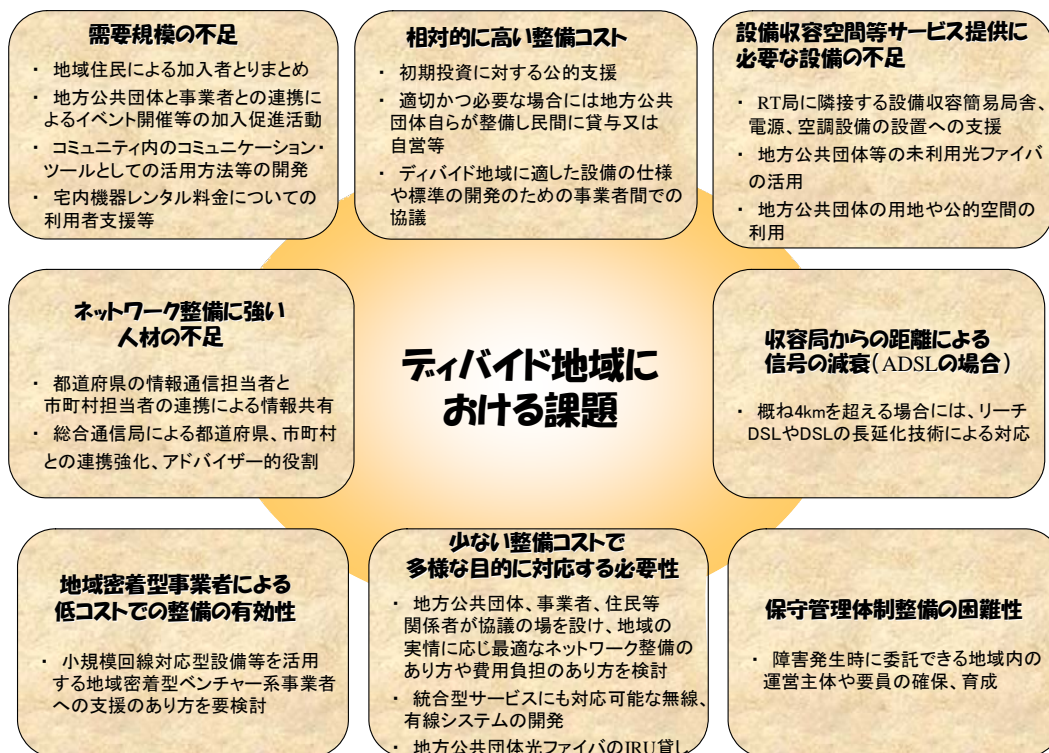 需要規模の不足
・ 地域住民による加入者とりまとめ
・ 地方公共団体と事業者との連携に
よるイベント開催等の加入促進活動
・ コミュニティ内のコミュニケーション・
ツールとしての活用方法等の開発
・ 宅内機器レンタル料金についての
利用者支援等
相対的に高い整備コスト
・ 初期投資に対する公的支援
・ 適切かつ必要な場合には地方公共
団体自らが整備し民間に貸与又は
自営等
・ ディバイド地域に適した設備の仕様
や標準の開発のための事業者間での
協議
設備収容空間等サービス提供に
必要な設備の不足
・ RT局に隣接する設備収容簡易局舎、
電源、空調設備の設置への支援
・ 地方公共団体等の未利用光ファイバ
の活用
・ 地方公共団体の用地や公的空間の
利用
ネットワーク整備に強い
人材の不足
・ 都道府県の情報通信担当者と
市町村担当者の連携による情報共有
・ 総合通信局による都道府県、市町村
との連携強化、アドバイザー的役割
ディバイド地域に
おける課題
収容局からの距離による
信号の減衰(ADSLの場合)
・ 概ね4kmを超える場合には、リーチ
DSLやDSLの長延化技術による対応
地域密着型事業者による
低コストでの整備の有効性
・ 小規模回線対応型設備等を活用
する地域密着型ベンチャー系事業者
への支援のあり方を要検討
少ない整備コストで
多様な目的に対応する必要性
・ 地方公共団体、事業者、住民等
関係者が協議の場を設け、地域の
実情に応じ最適なネットワーク整備の
あり方や費用負担のあり方を検討
・ 統合型サービスにも対応可能な無線、
有線システムの開発
・ 地方公共団体光ファイバのIRU貸し
保守管理体制整備の困難性
・ 障害発生時に委託できる地域内の
運営主体や要員の確保、育成